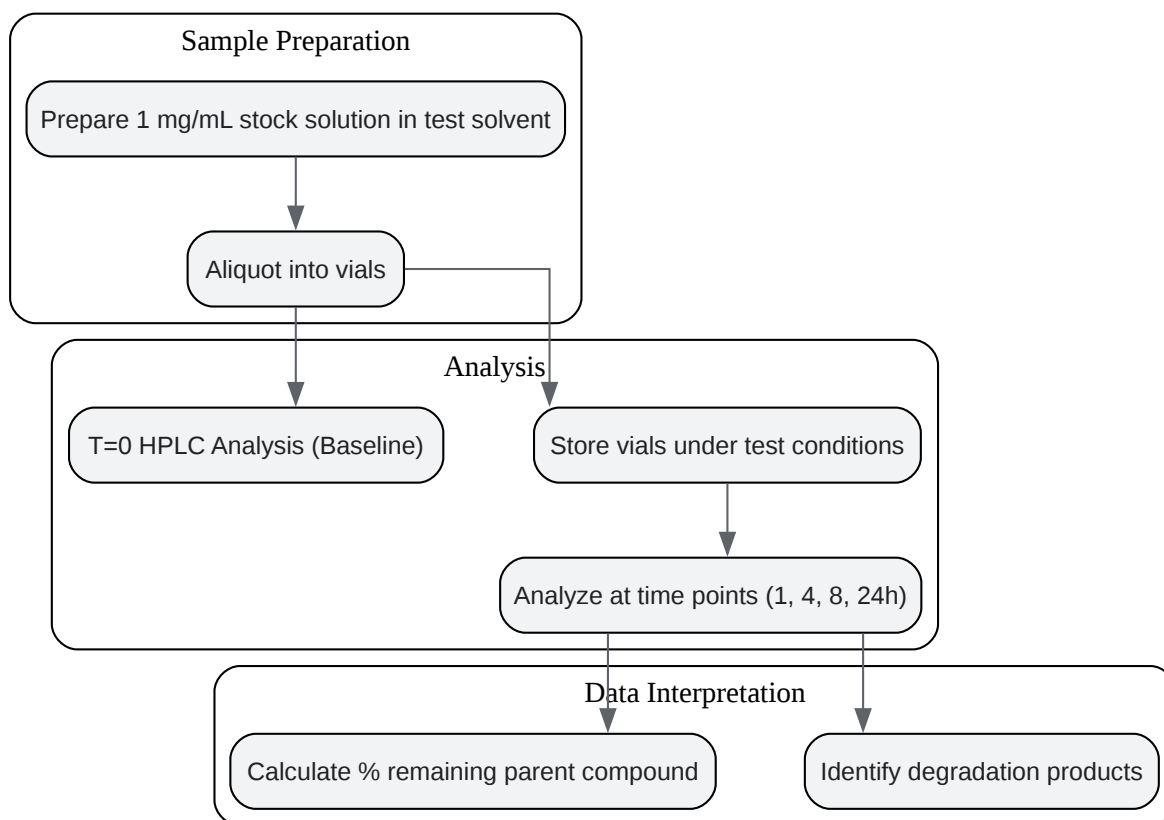 Sample Preparation
Prepare 1 mg/mL stock solution in test solvent
Aliquot into vials
Analysis
T=0 HPLC Analysis (Baseline)
Store vials under test conditions
Analyze at time points (1, 4, 8, 24h)
Data Interpretation
Calculate % remaining parent compound
Identify degradation products